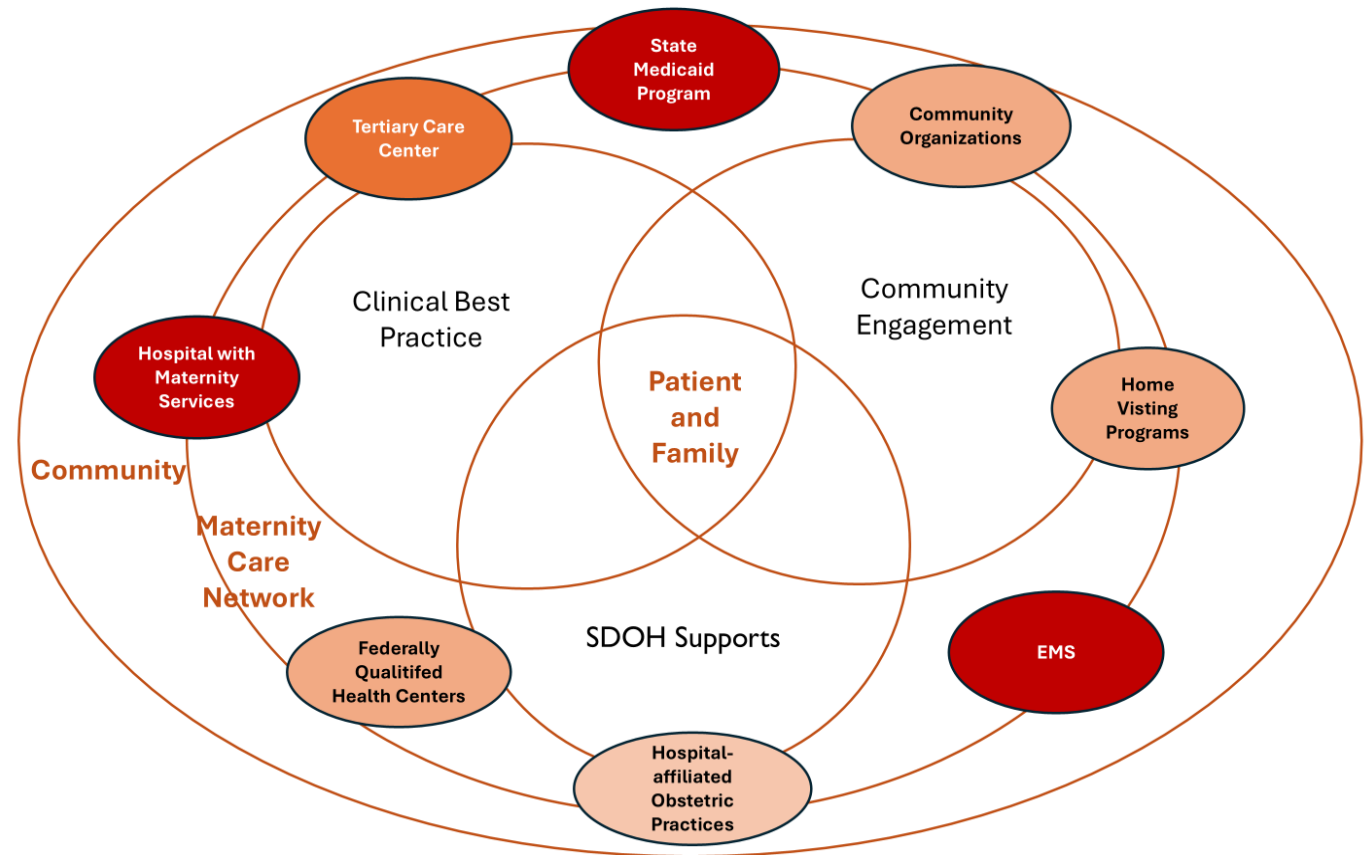 State
Medicaid
Program
Tertiary Care
Center
Community
Organizations
Clinical Best
Practice
Community
Engagement
Hospital with
Maternity
Services
Patient
and
Family
Home
Visting
Programs
Community
Maternity
Care
Network
SDOH Supports
EMS
Federally
Qualitifed
Health Centers
Hospital-
affiliated
Obstetric
Practices